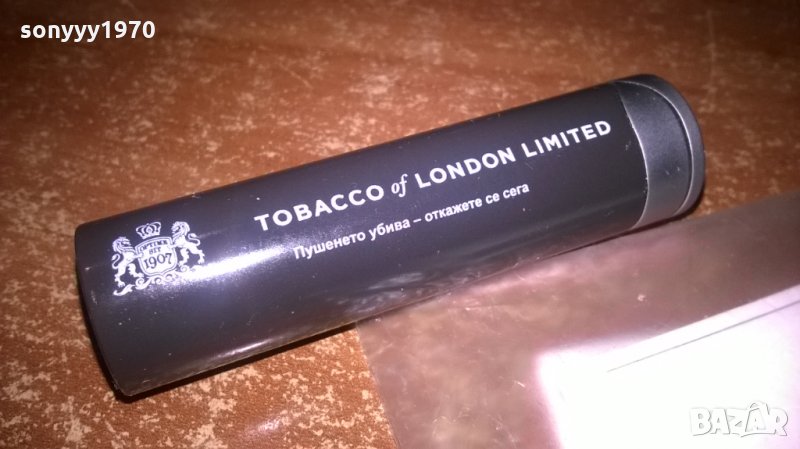 sonyyy1970
TOBACCO of LONDON LIMITED
Пушенето убива – откажете се сега
1907
BAZAR